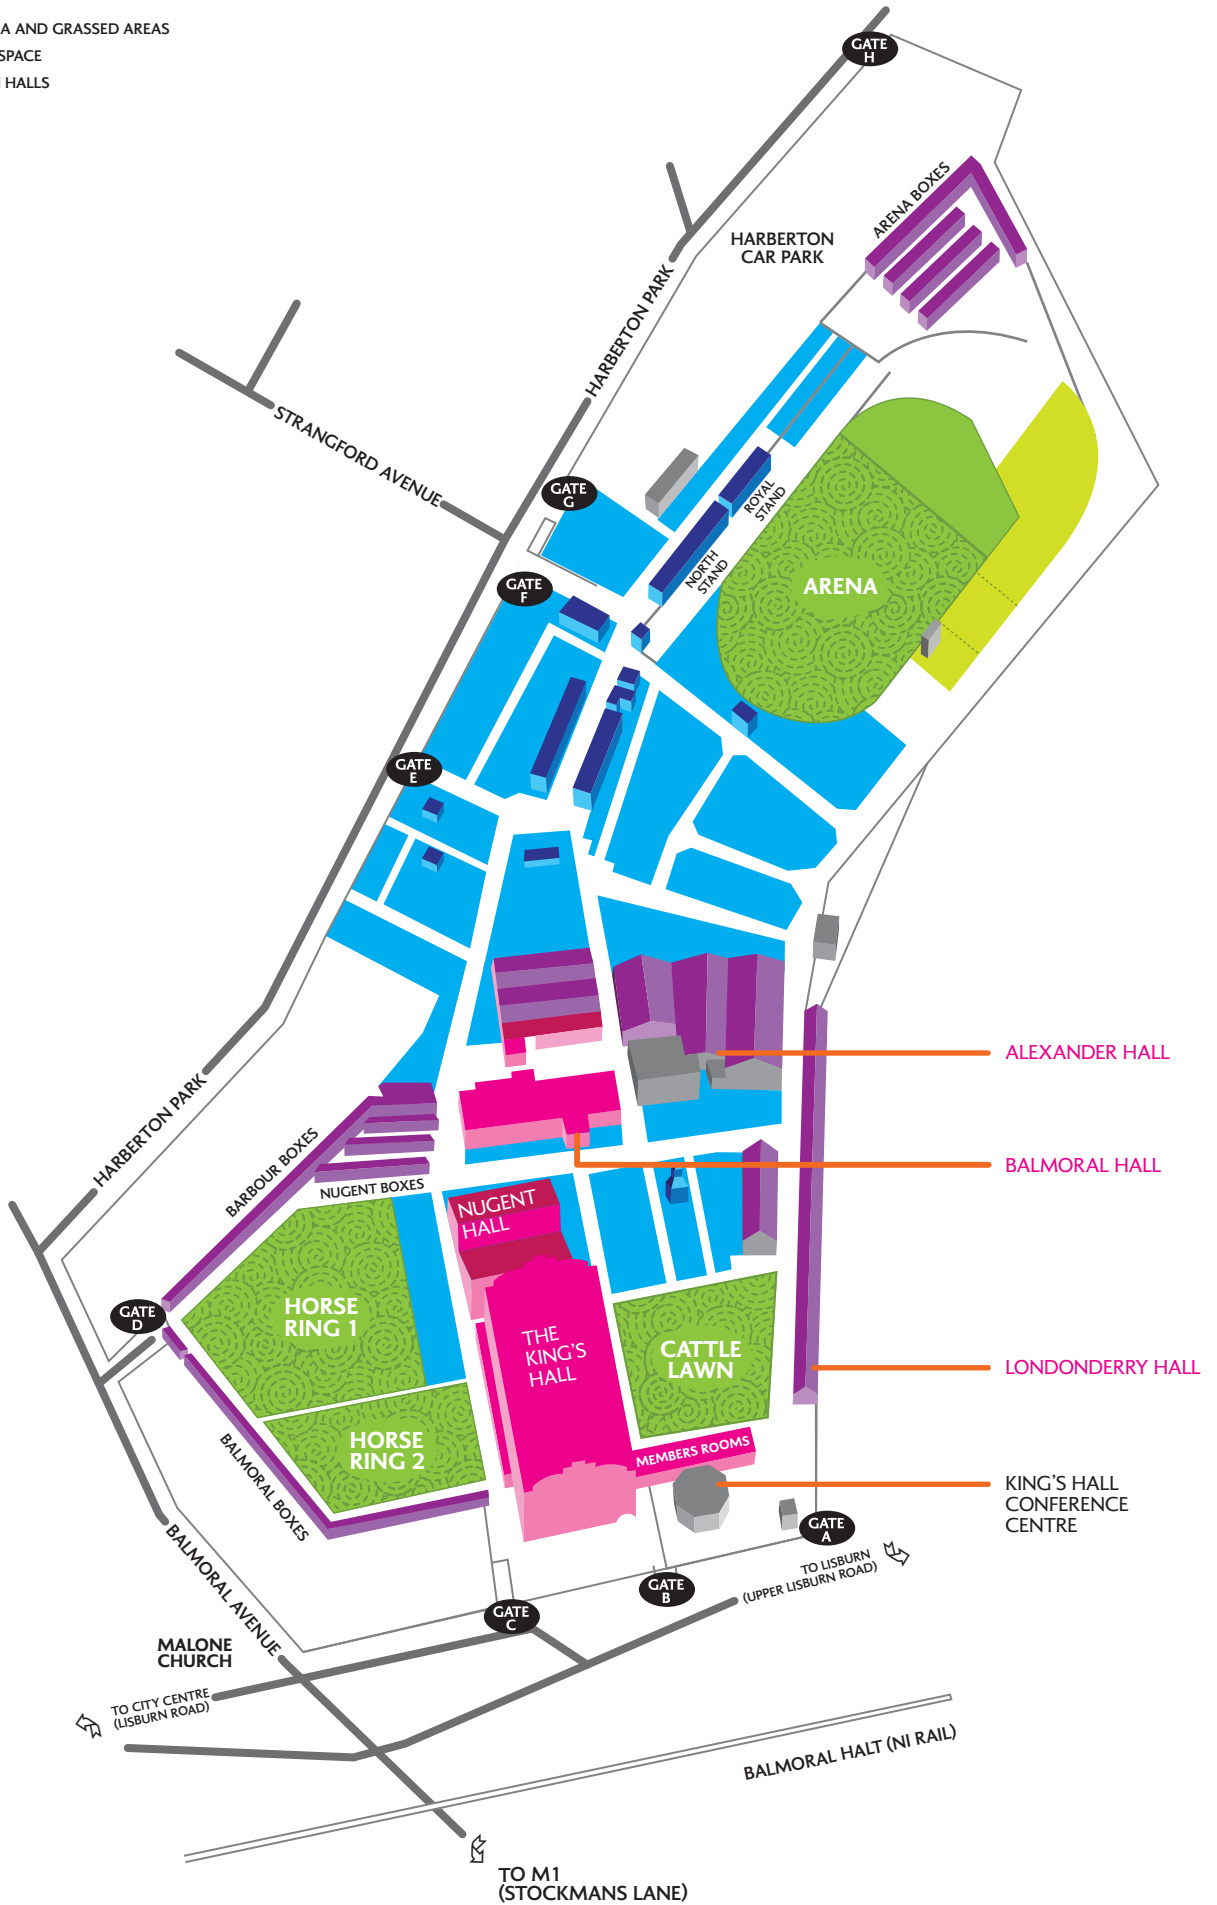 A AND GRASSED AREAS
SPACE
HALLS
GATE
H
ARENA BOXES
HARBERTON
CAR PARK
HARBERTON PARK
STRANGFORD AVENUE
GATE
G
ROYAL
STAND
NORTH
STAND
ARENA
GATE
F
GATE
E
ALEXANDER HALL
HARBERTON PARK
BARBOUR BOXES
BALMORAL HALL
NUGENT BOXES
NUGENT
HALL
GATE
D
HORSE
RING 1
THE
KING'S
HALL
CATTLE
LAWN
LONDONDERRY HALL
HORSE
RING 2
BALMORAL BOXES
MEMBERS ROOMS
KING'S HALL
CONFERENCE
CENTRE
GATE
A
BALMORAL AVENUE
TO LISBURN
(UPPER LISBURN ROAD)
GATE
B
GATE
C
MALONE
CHURCH
TO CITY CENTRE
(LISBURN ROAD)
BALMORAL HALT (NI RAIL)
TO M1
(STOCKMANS LANE)